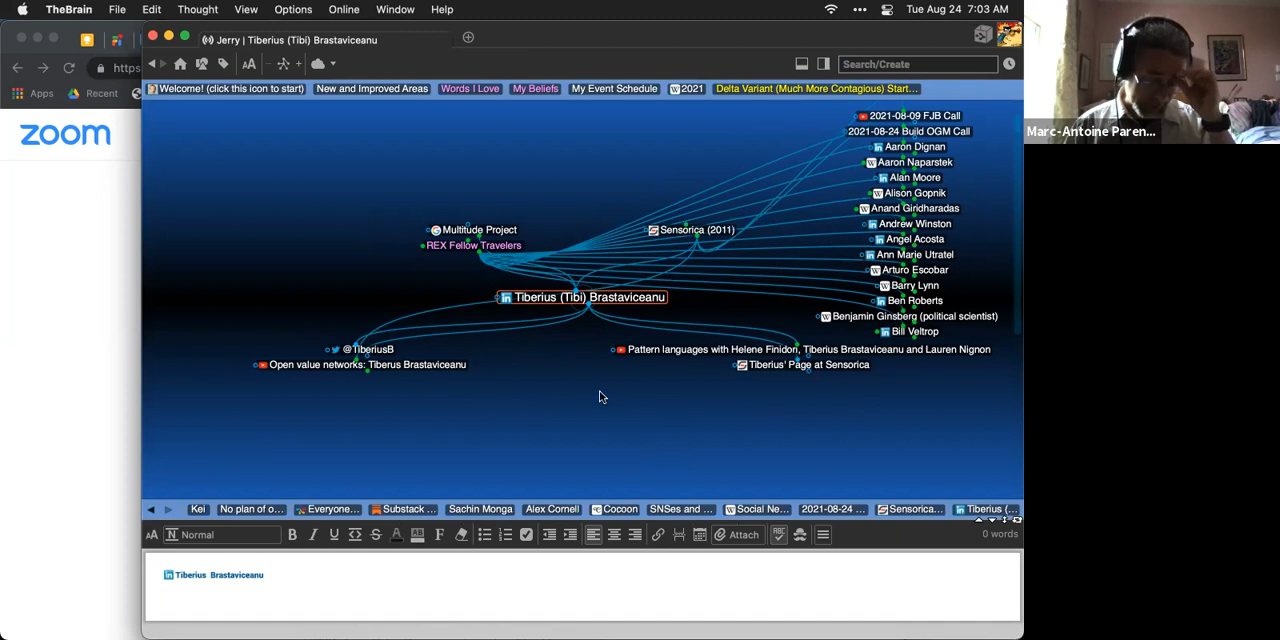 TheBrain File Edit Thought View Options Online Window Help Tue Aug 24 7:03 AM
Jerry | Tiberius (Tibi) Brastaviceanu
https
Search/Create
Apps Recent
Welcome! (click this icon to start) New and Improved Areas Words I Love My Beliefs My Event Schedule 2021 Delta Variant (Much More Contagious) Start...
zoom
2021-08-09 FJB Call
2021-08-24 Build OGM Call
Aaron Dignan
Aaron Naparstek
Alan Moore
Alison Gopnik
Anand Giridharadas
Andrew Winston
Angel Acosta
Ann Marie Utratel
Arturo Escobar
Barry Lynn
Ben Roberts
Benjamin Ginsberg (political scientist)
Bill Veltrop
Multitude Project
REX Fellow Travelers
Sensorica (2011)
Tiberius (Tibi) Brastaviceanu
@TiberiusB
Open value networks: Tiberus Brastaviceanu
Pattern languages with Helene Finidori, Tiberius Brastaviceanu and Lauren Nignon
Tiberius' Page at Sensorica
Kei No plan of o... Everyone... Substack ... Sachin Monga Alex Cornell Cocoon SNSes and ... Social Ne... 2021-08-24 ... Sensorica... Tiberius (...
Normal B I U S A F Attach 0 words
Tiberius Brastaviceanu
Marc-Antoine Paren...